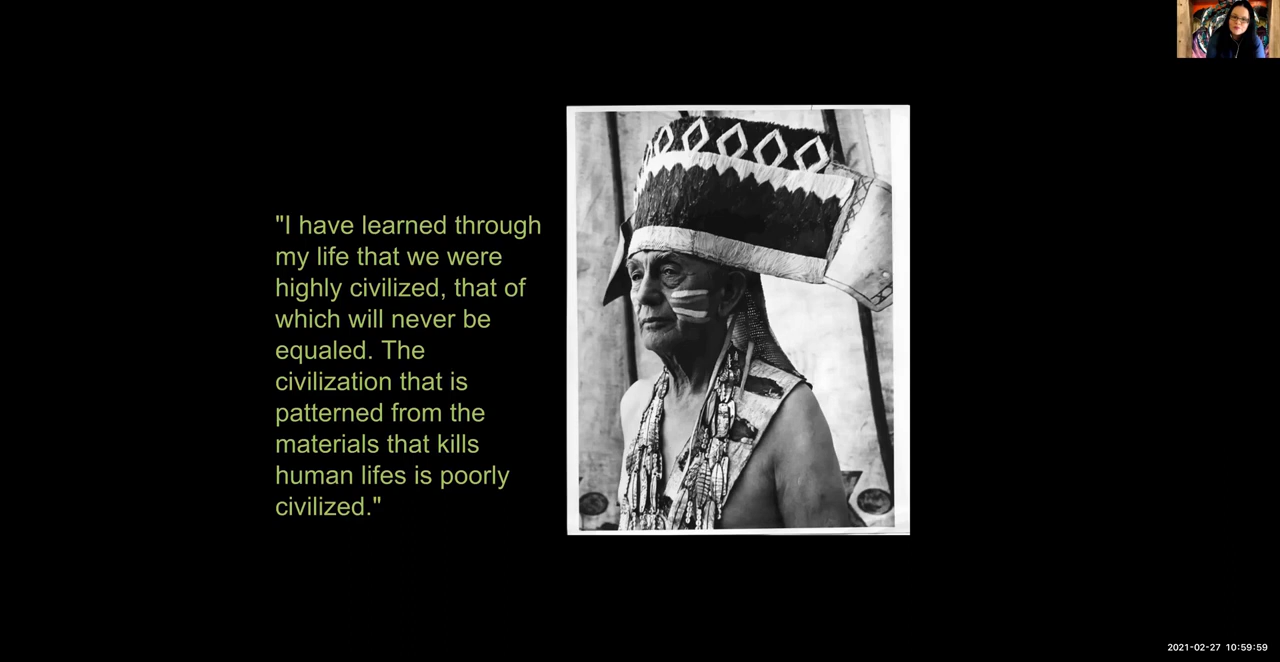 "I have learned through
my life that we were
highly civilized, that of
which will never be
equaled. The
civilization that is
patterned from the
materials that kills
human lifes is poorly
civilized."
2021-02-27 10:59:59